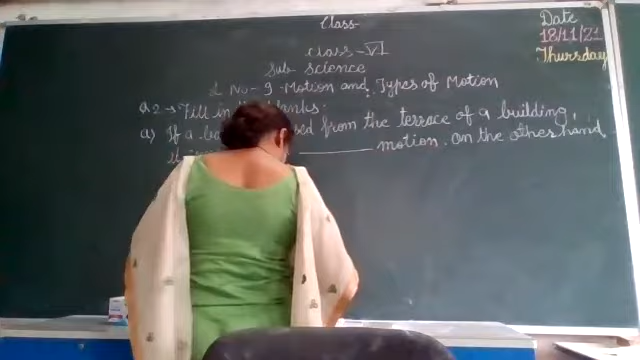 Class-
Date
18/11/21
Class-VI
Thursday
Sub Science
L No-9 Motion and Types of Motion
Q2→ Fill in blanks:
a) If a from the terrace of a building,
motion. On the other hand